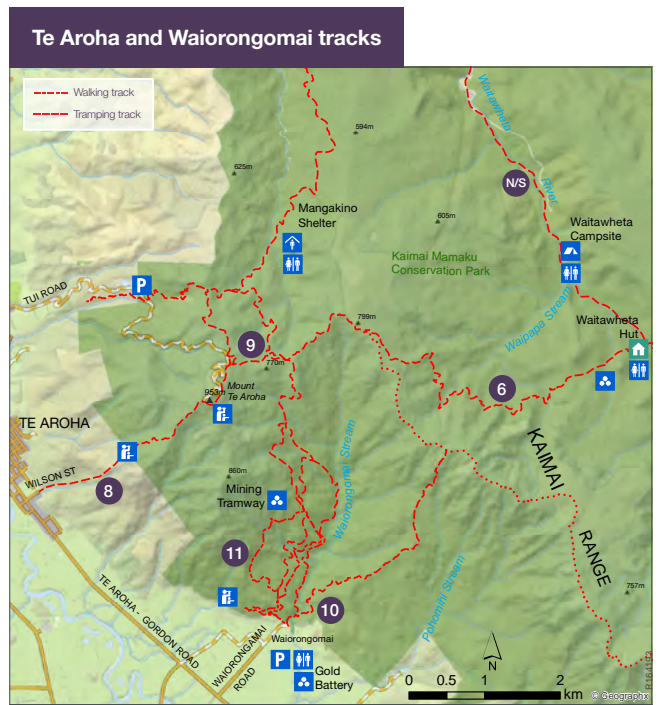 Te Aroha and Waiorongomai tracks
Walking track
Tramping track
594m
625m
Waitawheta
River
N/S
Mangakino
Shelter
605m
Waitawheta
Campsite
Kaimai Mamaku
Conservation Park
P
TUI ROAD
Waipapa Stream
Waitawheta
Hut
799m
9
770m
6
Mount
Te Aroha
953m
TE AROHA
KAIMAI
RANGE
Waiorongomai Stream
WILSON ST
8
860m
Mining
Tramway
11
Pohomihi Stream
757m
TE AROHA - GORDON ROAD
10
WAIORONGAMAI
ROAD
Waiorongomai
P
Gold
Battery
N
0 0.5 1 2
km
© Geographx
R164193